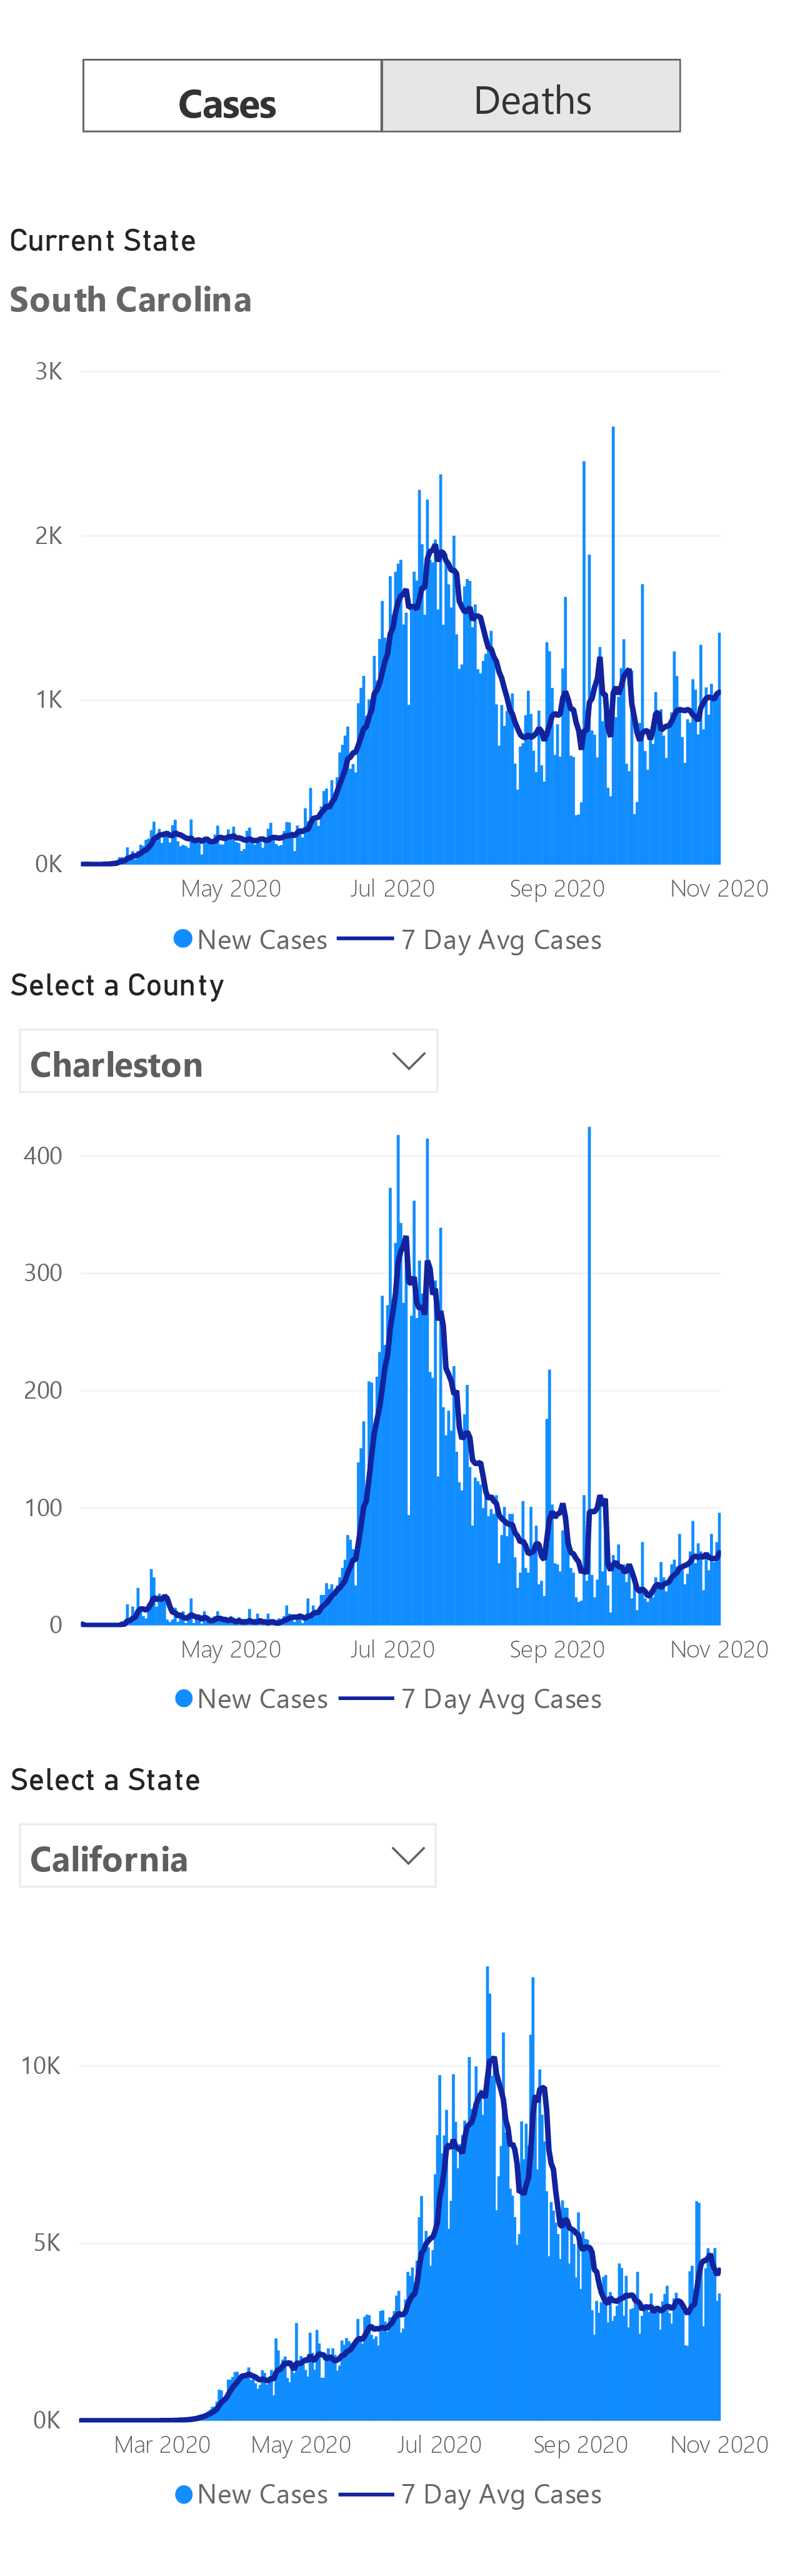 Cases Deaths
Current State
South Carolina
3K
2K
1K
0K
May 2020 Jul 2020 Sep 2020 Nov 2020
New Cases 7 Day Avg Cases
Select a County
Charleston
400
300
200
100
0
May 2020 Jul 2020 Sep 2020 Nov 2020
New Cases 7 Day Avg Cases
Select a State
California
10K
5K
0K
Mar 2020 May 2020 Jul 2020 Sep 2020 Nov 2020
New Cases 7 Day Avg Cases